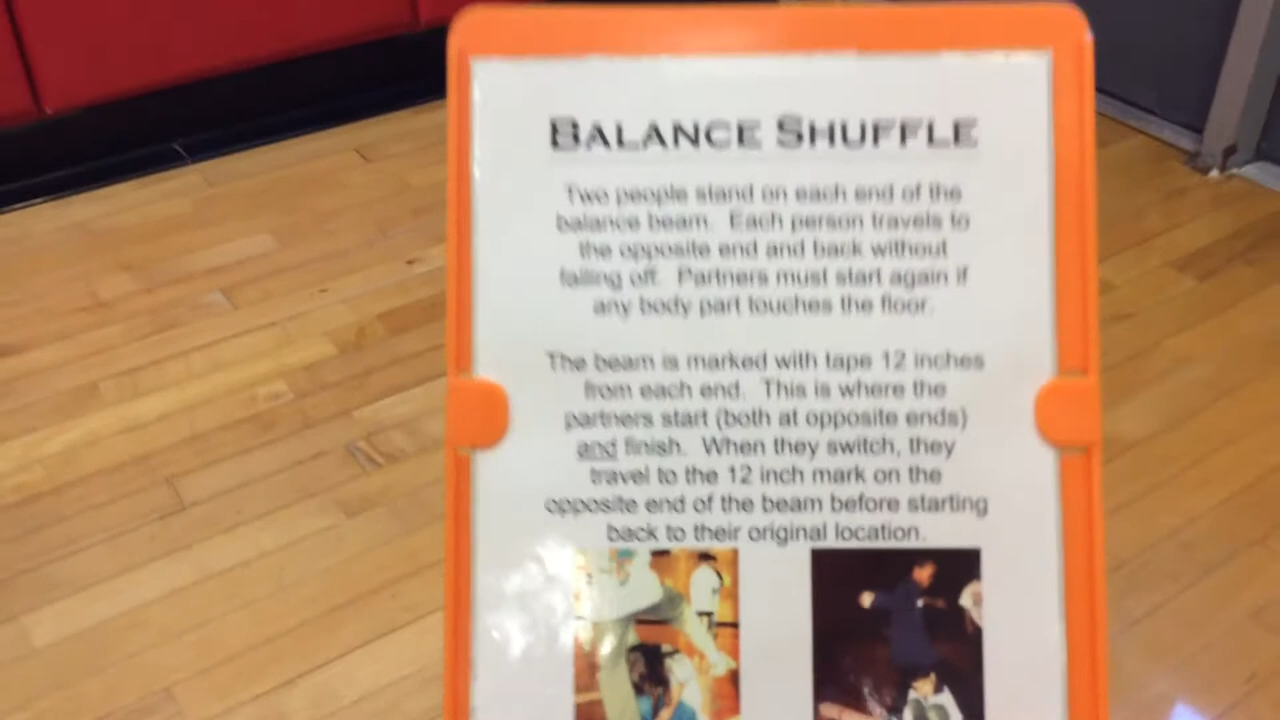 BALANCE SHUFFLE
Two people stand on each end of the
balance beam. Each person travels to
the opposite end and back without
falling off. Partners must start again if
any body part touches the floor.
The beam is marked with tape 12 inches
from each end. This is where the
partners start (both at opposite ends)
and finish. When they switch, they
travel to the 12 inch mark on the
opposite end of the beam before starting
back to their original location.